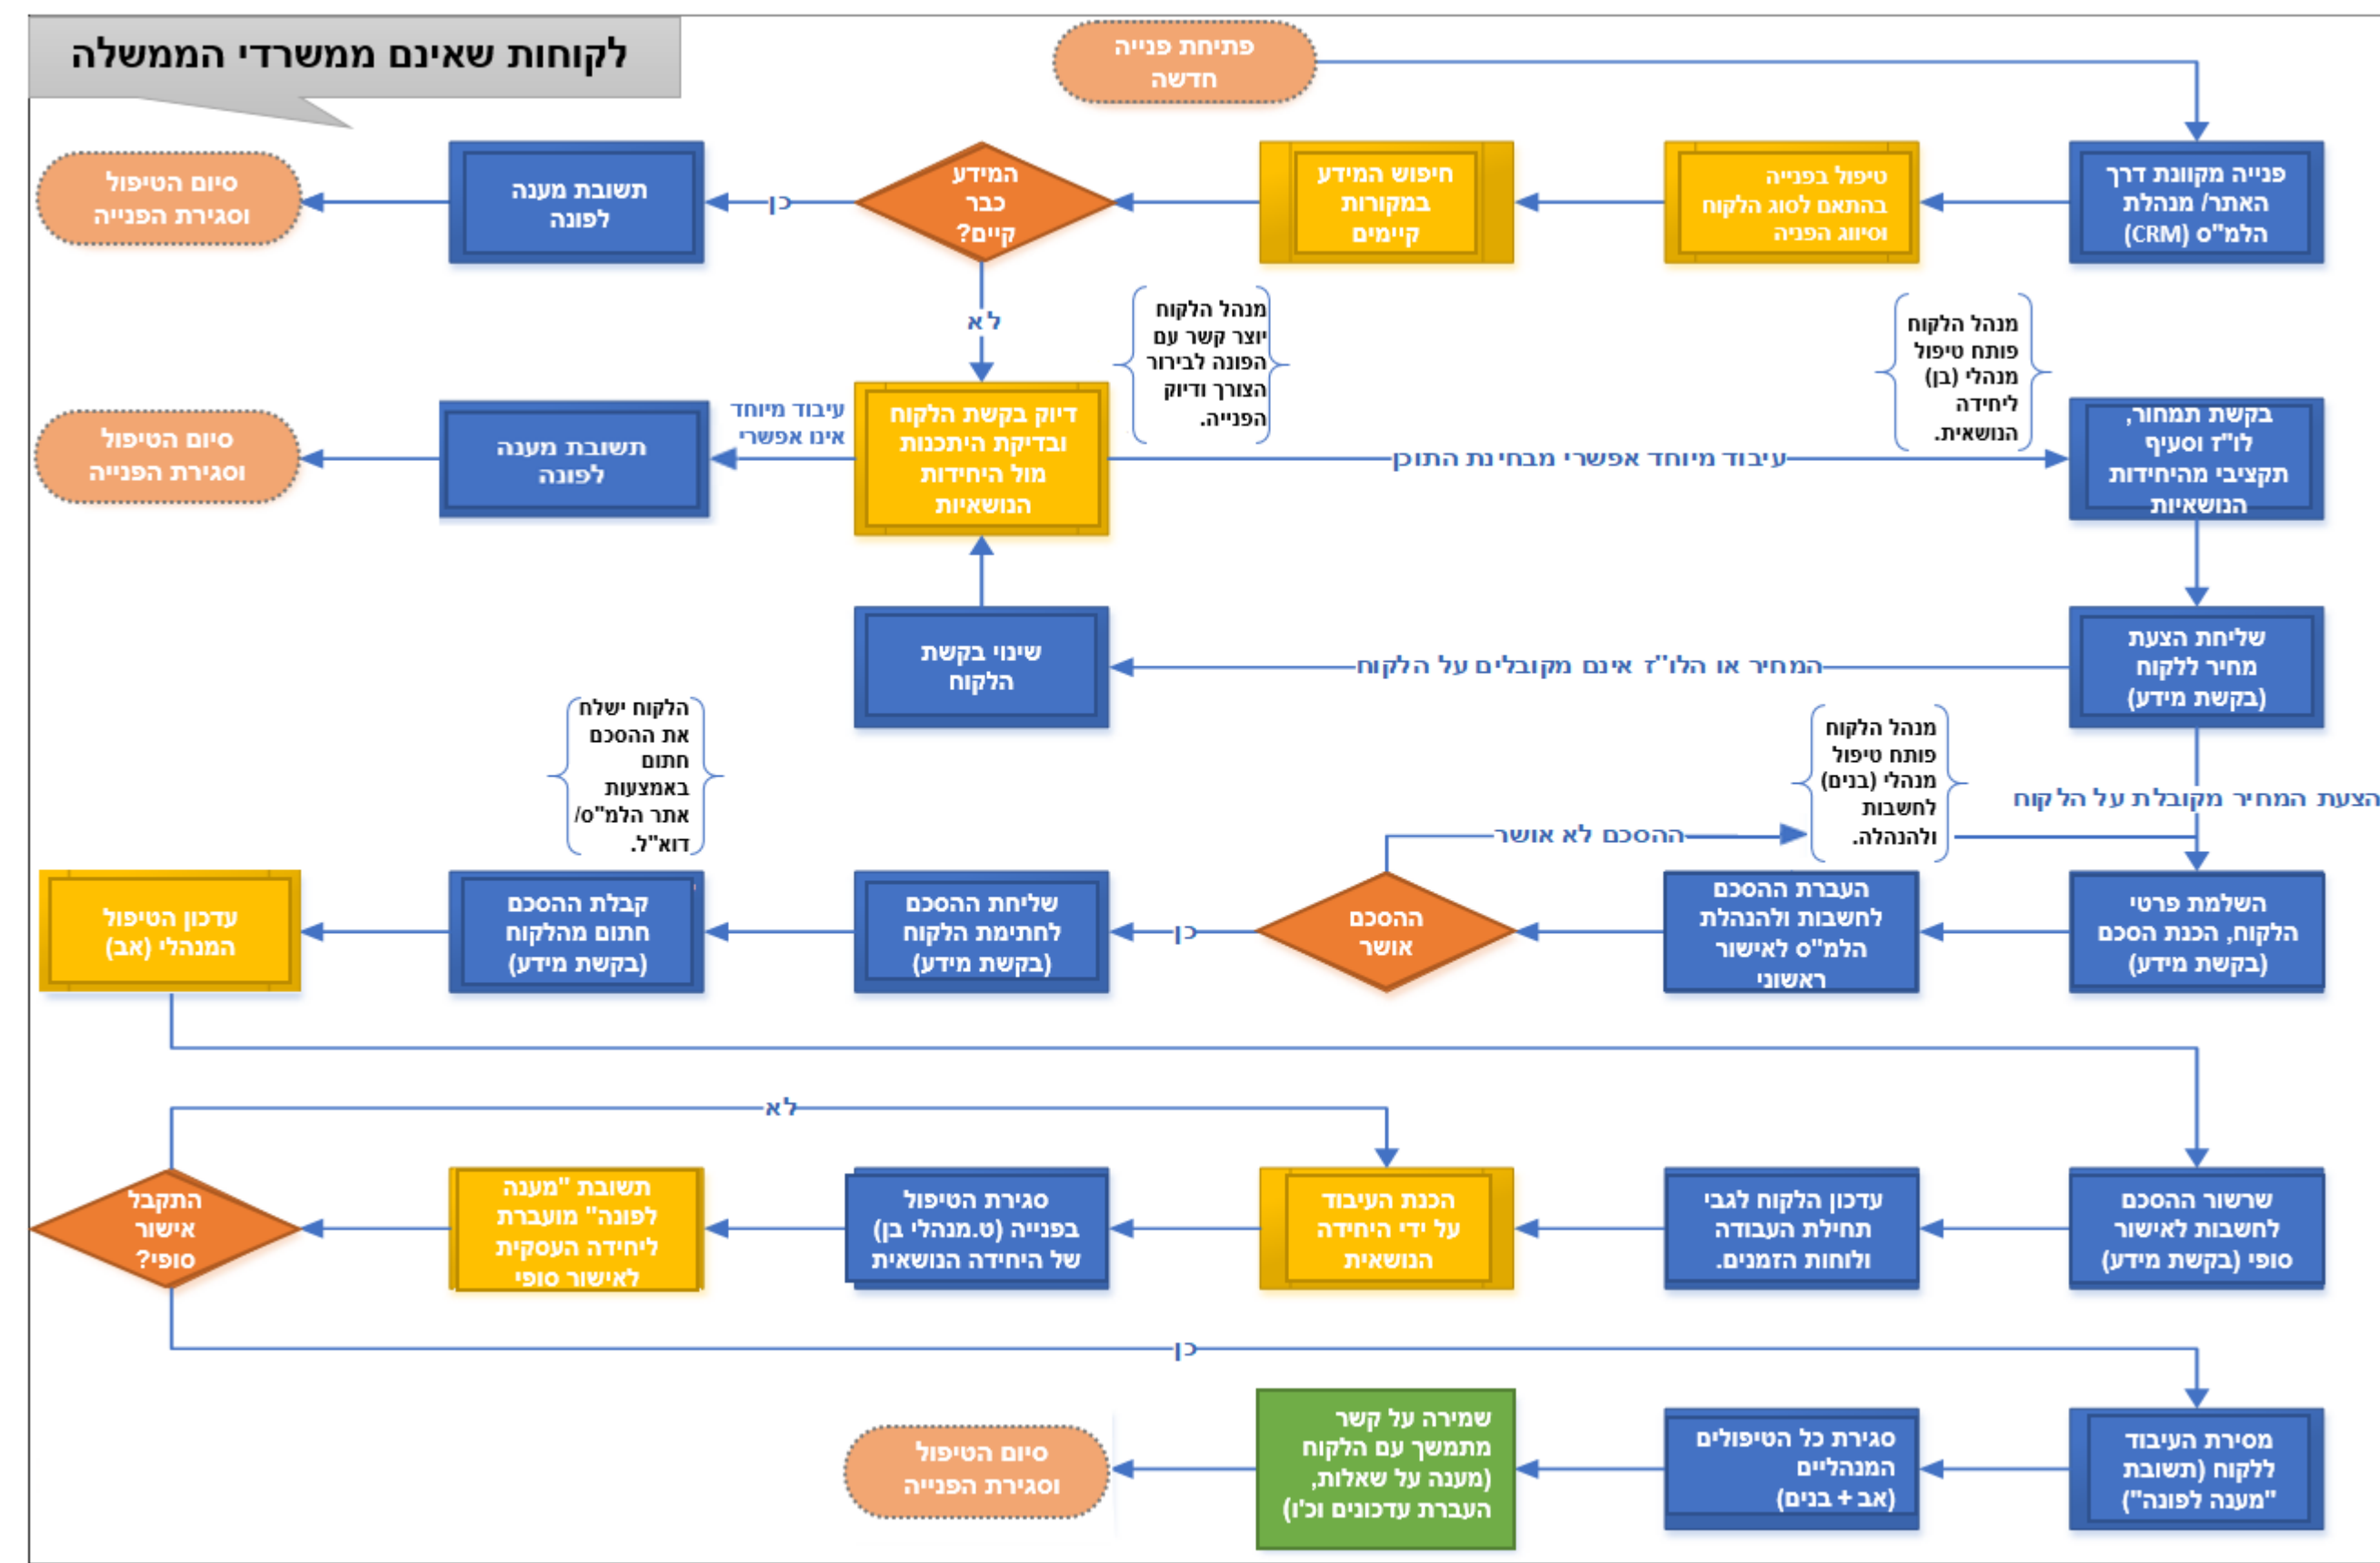 לקוחות שאינם ממשרדי הממשלה
פתיחת פנייה
חדשה
פנייה מקוונת דרך
האתר/ מנהלת
הלמ"ס (CRM)
טיפול בפנייה
בהתאם לסוג הלקוח
וסיווג הפניה
חיפוש המידע
במקורות
קיימים
המידע
כבר
קיים?
כן
תשובת מענה
לפונה
סיום הטיפול
וסגירת הפנייה
לא
מנהל הלקוח
יוצר קשר עם
הפונה לבירור
הצורך ודיוק
הפנייה.
מנהל הלקוח
פותח טיפול
מנהלי (בן)
ליחידה
הנושאית.
בקשת תמחור,
לו"ז וסעיף
תקציבי מהיחידות
הנושאיות
עיבוד מיוחד אפשרי מבחינת התוכן
דיוק בקשת הלקוח
ובדיקת היתכנות
מול היחידות
הנושאיות
עיבוד מיוחד
אינו אפשרי
תשובת מענה
לפונה
סיום הטיפול
וסגירת הפנייה
שליחת הצעת
מחיר ללקוח
(בקשת מידע)
המחיר או הלו"ז אינם מקובלים על הלקוח
שינוי בקשת
הלקוח
הצעת המחיר מקובלת על הלקוח
מנהל הלקוח
פותח טיפול
מנהלי (בנים)
לחשבות
ולהנהלה.
ההסכם לא אושר
הלקוח ישלח
את ההסכם
חתום
באמצעות
אתר הלמ"ס/
דוא"ל.
השלמת פרטי
הלקוח, הכנת הסכם
(בקשת מידע)
העברת ההסכם
לחשבות ולהנהלת
הלמ"ס לאישור
ראשוני
ההסכם
אושר
כן
שליחת ההסכם
לחתימת הלקוח
(בקשת מידע)
קבלת ההסכם
חתום מהלקוח
(בקשת מידע)
עדכון הטיפול
המנהלי (אב)
לא
שרשור ההסכם
לחשבות לאישור
סופי (בקשת מידע)
עדכון הלקוח לגבי
תחילת העבודה
ולוחות הזמנים.
הכנת העיבוד
על ידי היחידה
הנושאית
סגירת הטיפול
בפנייה (ט.מנהלי בן)
של היחידה הנושאית
תשובת "מענה
לפונה" מועברת
ליחידה העסקית
לאישור סופי
התקבל
אישור
סופי?
כן
מסירת העיבוד
ללקוח (תשובת
"מענה לפונה")
סגירת כל הטיפולים
המנהליים
(אב + בנים)
שמירה על קשר
מתמשך עם הלקוח
(מענה על שאלות,
העברת עדכונים וכ'ו)
סיום הטיפול
וסגירת הפנייה